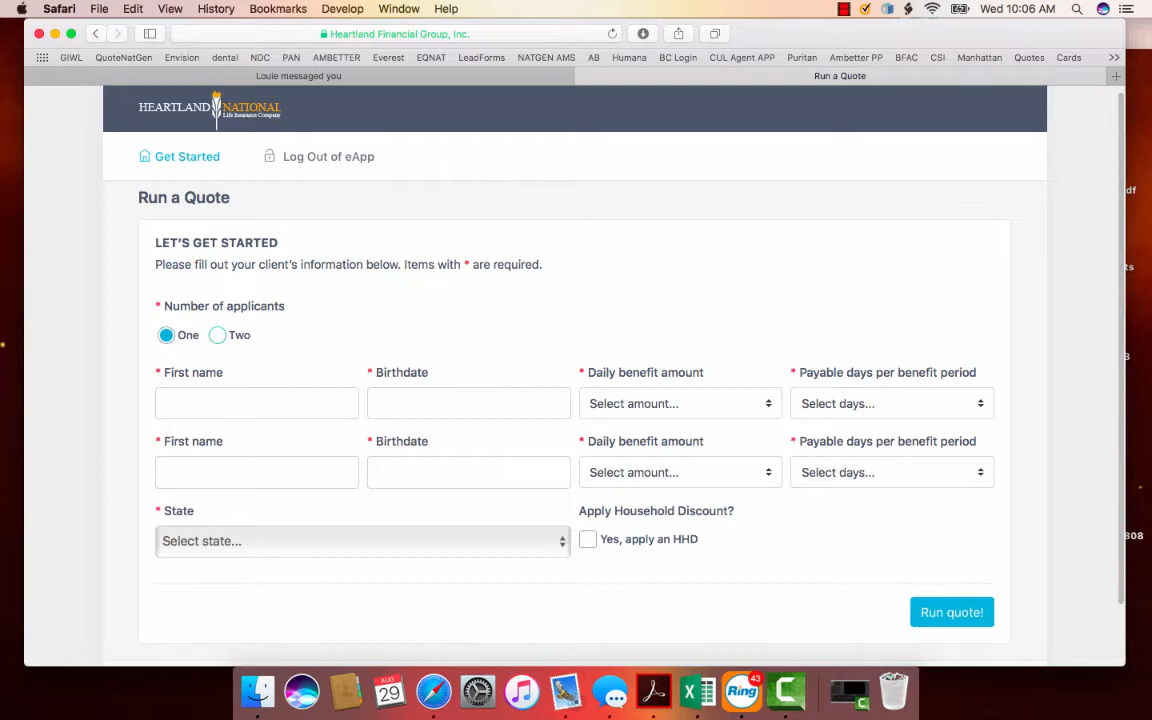 Safari File Edit View History Bookmarks Develop Window Help Wed 10:06 AM
Heartland Financial Group, Inc.
GIWL QuoteNatGen Envision dental NDC PAN AMBETTER Everest EQNAT LeadForms NATGEN AMS AB Humana BC Login CUL Agent APP Puritan Ambetter PP BFAC CSI Manhattan Quotes Cards >>
Louie messaged you Run a Quote
HEARTLAND NATIONAL
Life Insurance Company
Get Started Log Out of eApp
Run a Quote
LET'S GET STARTED
Please fill out your client's information below. Items with * are required.
* Number of applicants
One Two
* First name * Birthdate * Daily benefit amount * Payable days per benefit period
Select amount... Select days...
* First name * Birthdate * Daily benefit amount * Payable days per benefit period
Select amount... Select days...
* State Apply Household Discount?
Select state... Yes, apply an HHD
Run quote!
df
ts
808
AUG
29
Ring
43